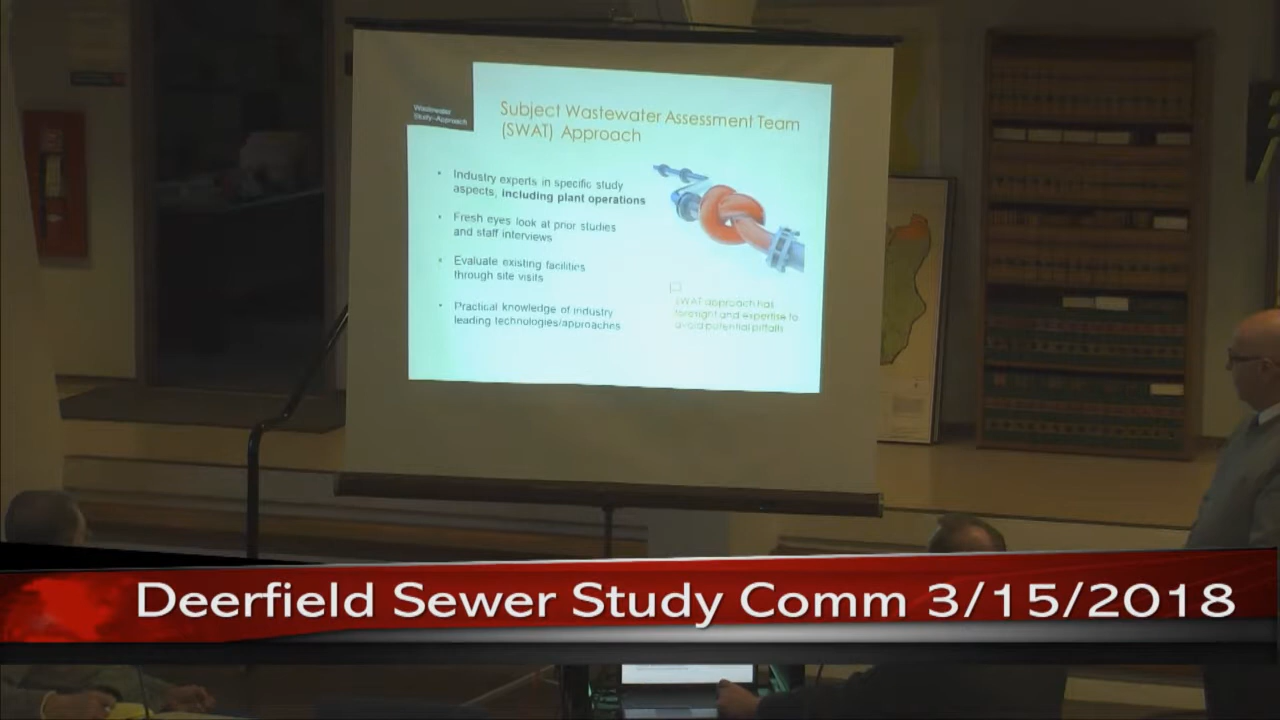 Wastewater
Study–Approach
Subject Wastewater Assessment Team
(SWAT) Approach
• Industry experts in specific study
aspects, including plant operations
• Fresh eyes look at prior studies
and staff interviews
• Evaluate existing facilities
through site visits
• Practical knowledge of industry
leading technologies/approaches
SWAT approach has
foresight and expertise to
avoid potential pitfalls
Deerfield Sewer Study Comm 3/15/2018